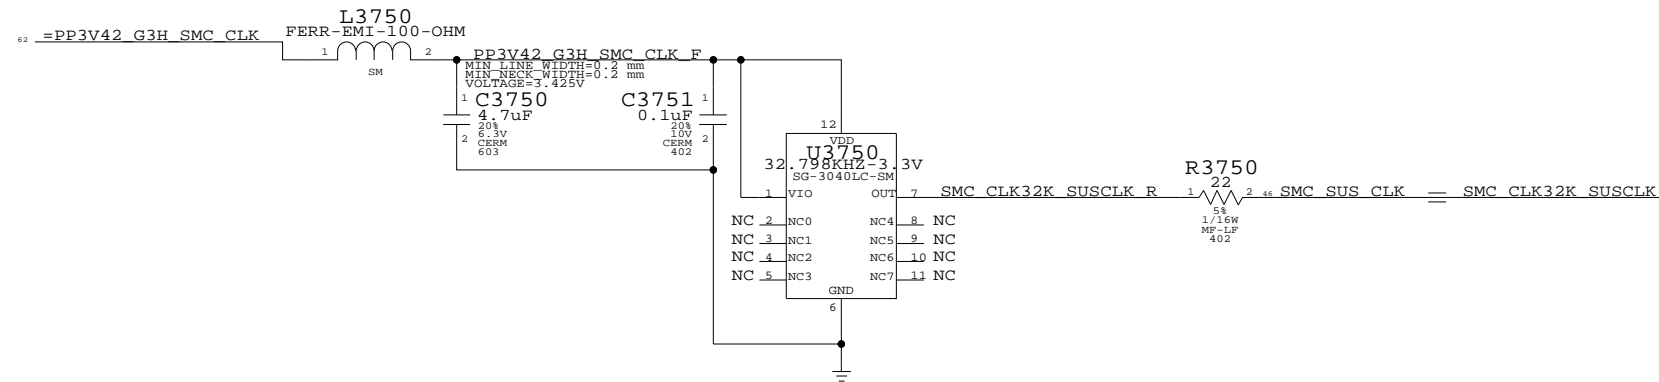 L3750
FERR-EMI-100-OHM
62 =PP3V42_G3H_SMC_CLK
1 2
SM
PP3V42_G3H_SMC_CLK_F
MIN_LINE_WIDTH=0.2 mm
MIN_NECK_WIDTH=0.2 mm
VOLTAGE=3.425V
1 C3750
4.7uF
20%
2 6.3V
CERM
603
C3751 1
0.1uF
20%
10V 2
CERM
402
12
VDD
U3750
32.798KHZ-3.3V
SG-3040LC-SM
1 VIO OUT 7
NC 2 NC0 NC4 8 NC
NC 3 NC1 NC5 9 NC
NC 4 NC2 NC6 10 NC
NC 5 NC3 NC7 11 NC
GND
6
SMC_CLK32K_SUSCLK_R
R3750
22
1 2
5%
1/16W
MF-LF
402
46 SMC_SUS_CLK
SMC_CLK32K_SUSCLK